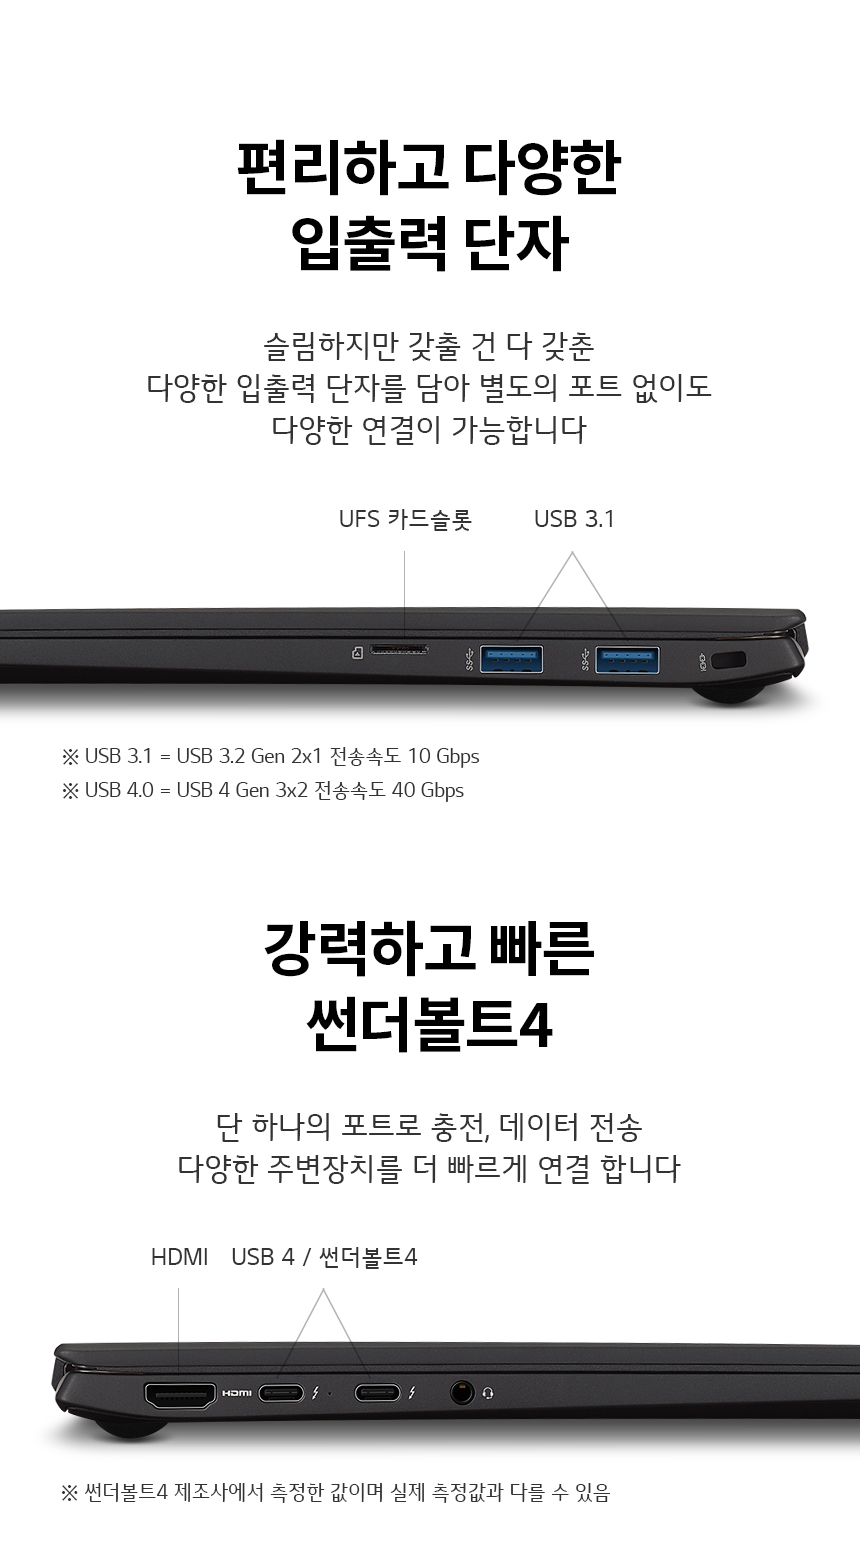 편리하고 다양한
입출력 단자
슬림하지만 갖출 건 다 갖춘
다양한 입출력 단자를 담아 별도의 포트 없이도
다양한 연결이 가능합니다
UFS 카드슬롯 USB 3.1
※ USB 3.1 = USB 3.2 Gen 2x1 전송속도 10 Gbps
※ USB 4.0 = USB 4 Gen 3x2 전송속도 40 Gbps
강력하고 빠른
썬더볼트4
단 하나의 포트로 충전, 데이터 전송
다양한 주변장치를 더 빠르게 연결 합니다
HDMI USB 4 / 썬더볼트4
HDMI
※ 썬더볼트4 제조사에서 측정한 값이며 실제 측정값과 다를 수 있음